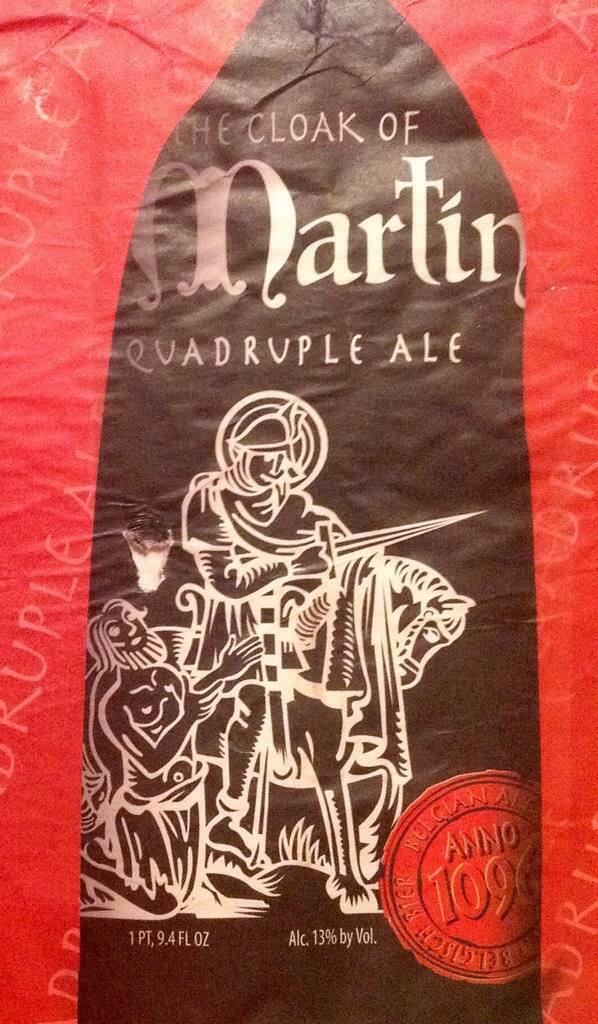 THE CLOAK OF
Martin
QUADRUPLE ALE
1 PT, 9.4 FL OZ
Alc. 13% by Vol.
BELGIAN
ANNO
1096
BELGISCH BIER